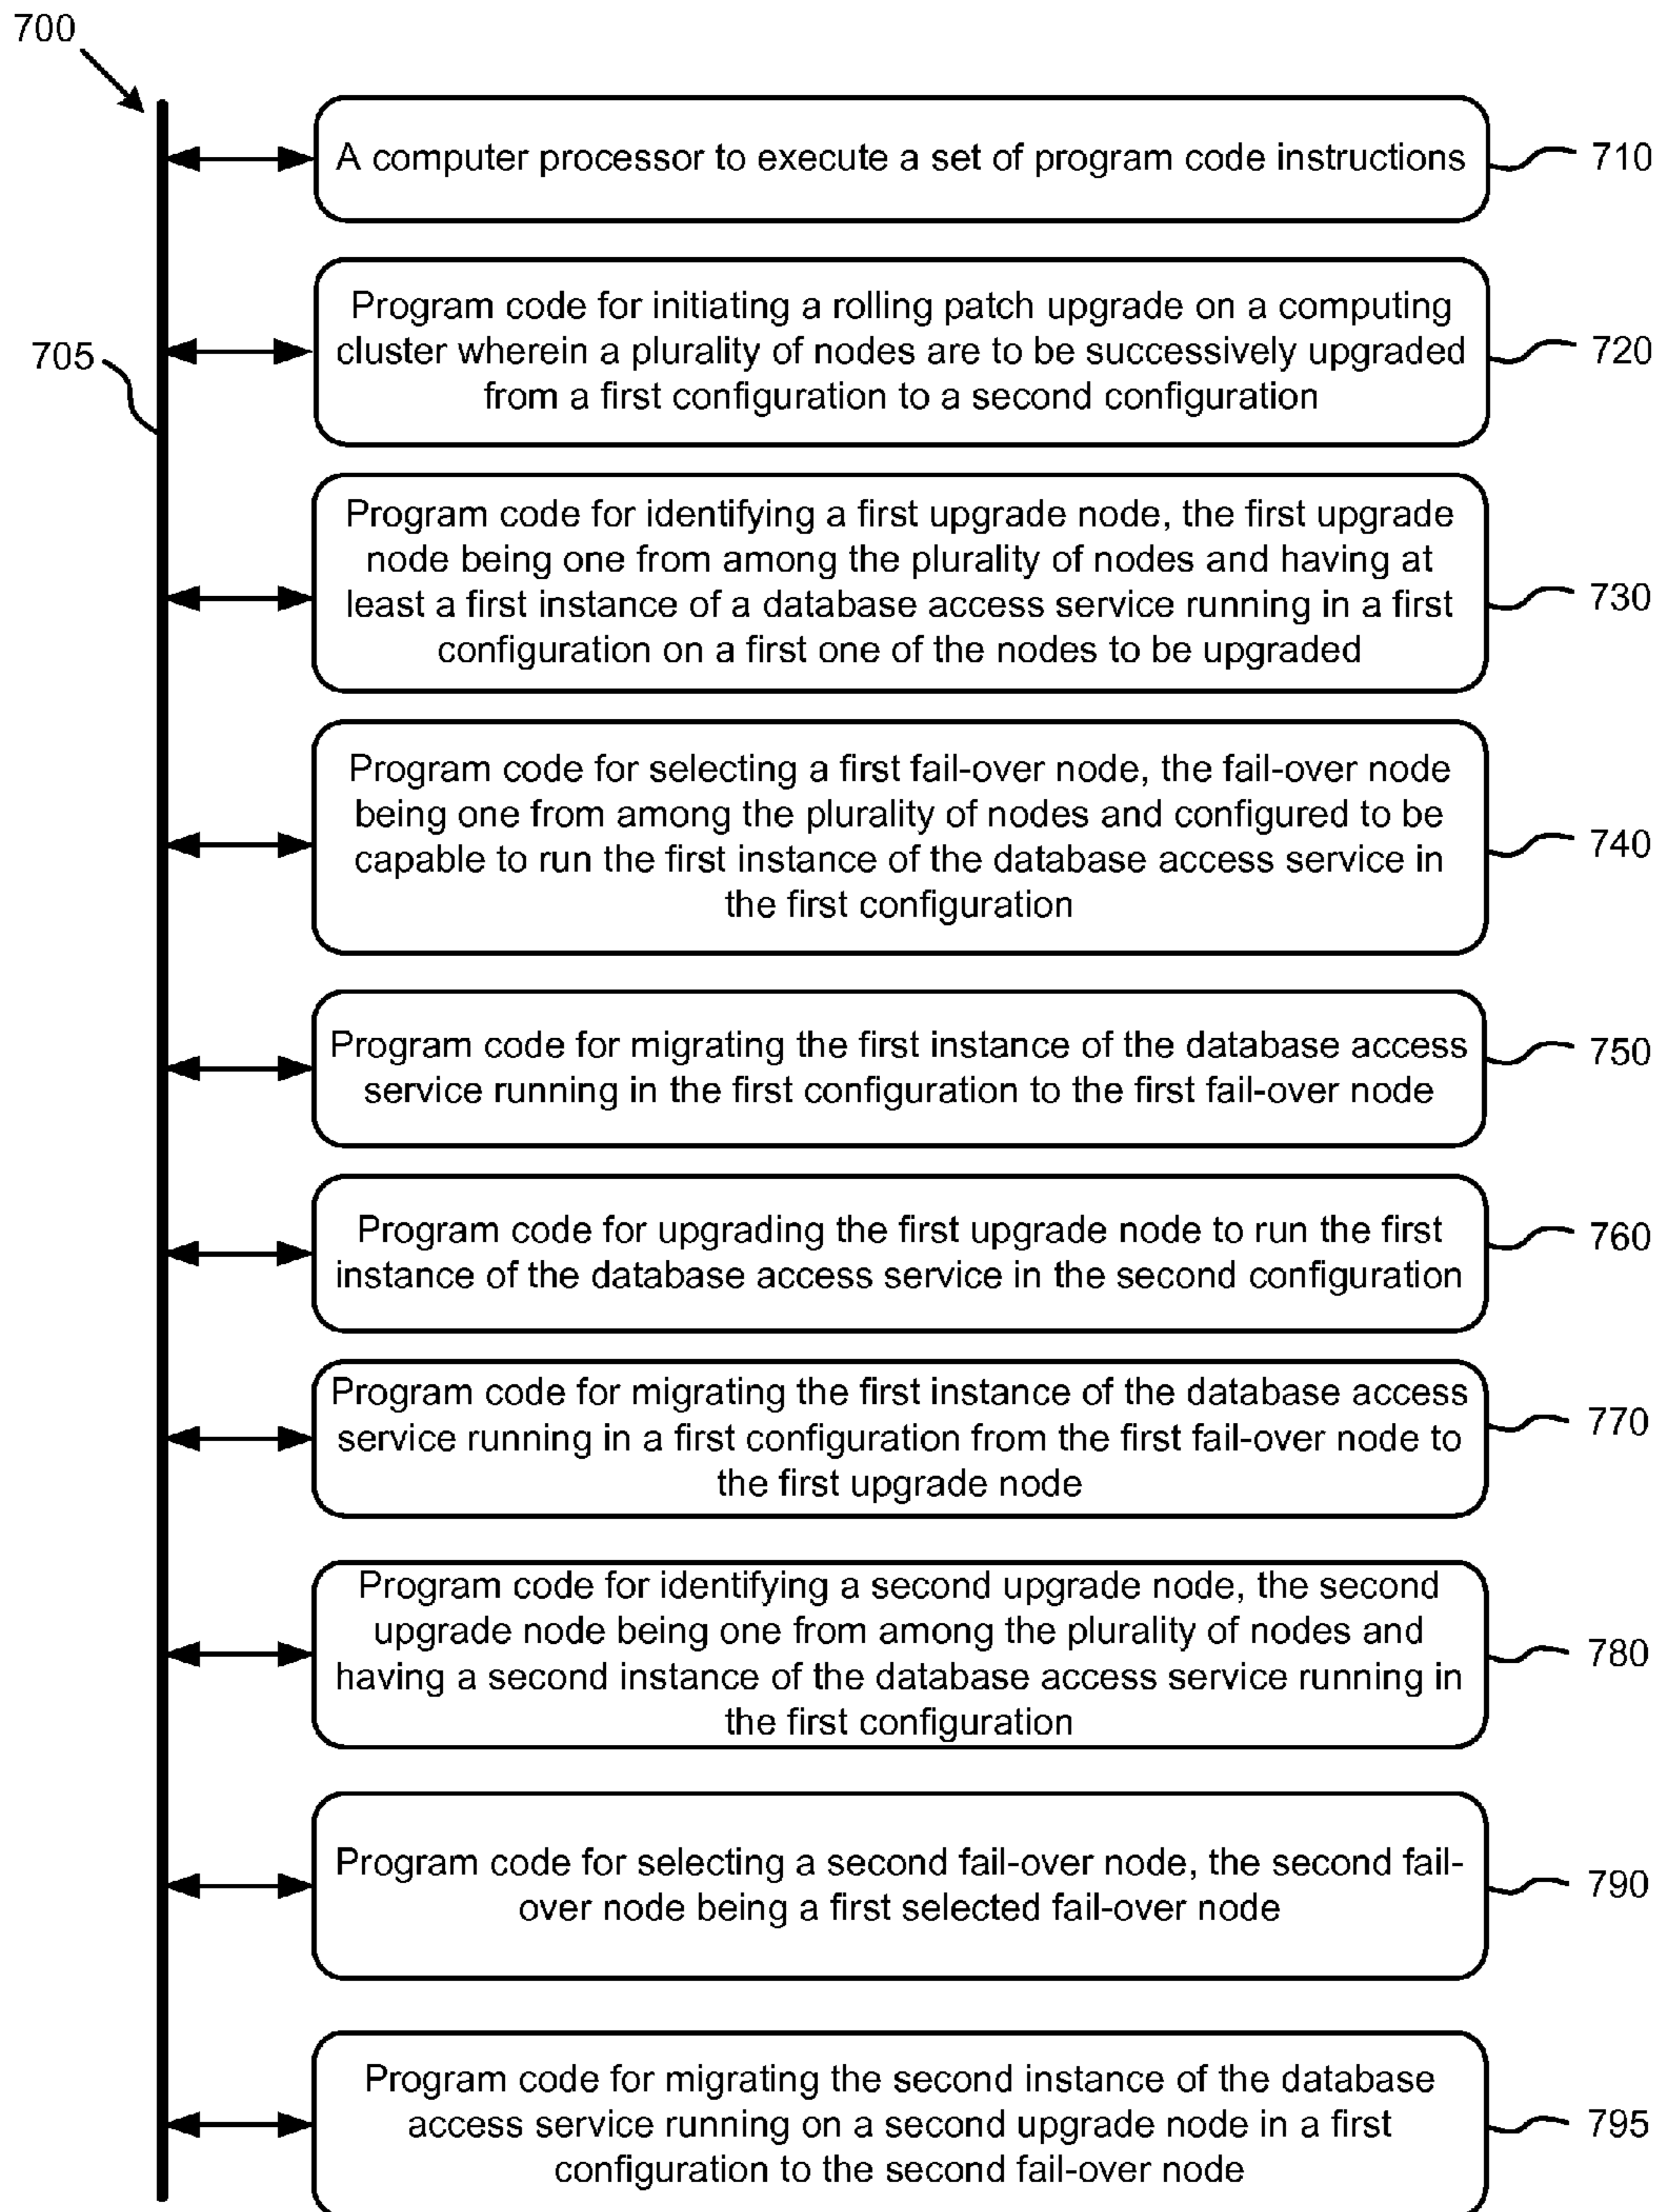 700
A computer processor to execute a set of program code instructions
710
Program code for initiating a rolling patch upgrade on a computing
cluster wherein a plurality of nodes are to be successively upgraded
from a first configuration to a second configuration
720
705
Program code for identifying a first upgrade node, the first upgrade
node being one from among the plurality of nodes and having at
least a first instance of a database access service running in a first
configuration on a first one of the nodes to be upgraded
730
Program code for selecting a first fail-over node, the fail-over node
being one from among the plurality of nodes and configured to be
capable to run the first instance of the database access service in
the first configuration
740
Program code for migrating the first instance of the database access
service running in the first configuration to the first fail-over node
750
Program code for upgrading the first upgrade node to run the first
instance of the database access service in the second configuration
760
Program code for migrating the first instance of the database access
service running in a first configuration from the first fail-over node to
the first upgrade node
770
Program code for identifying a second upgrade node, the second
upgrade node being one from among the plurality of nodes and
having a second instance of the database access service running in
the first configuration
780
Program code for selecting a second fail-over node, the second fail-
over node being a first selected fail-over node
790
Program code for migrating the second instance of the database
access service running on a second upgrade node in a first
configuration to the second fail-over node
795